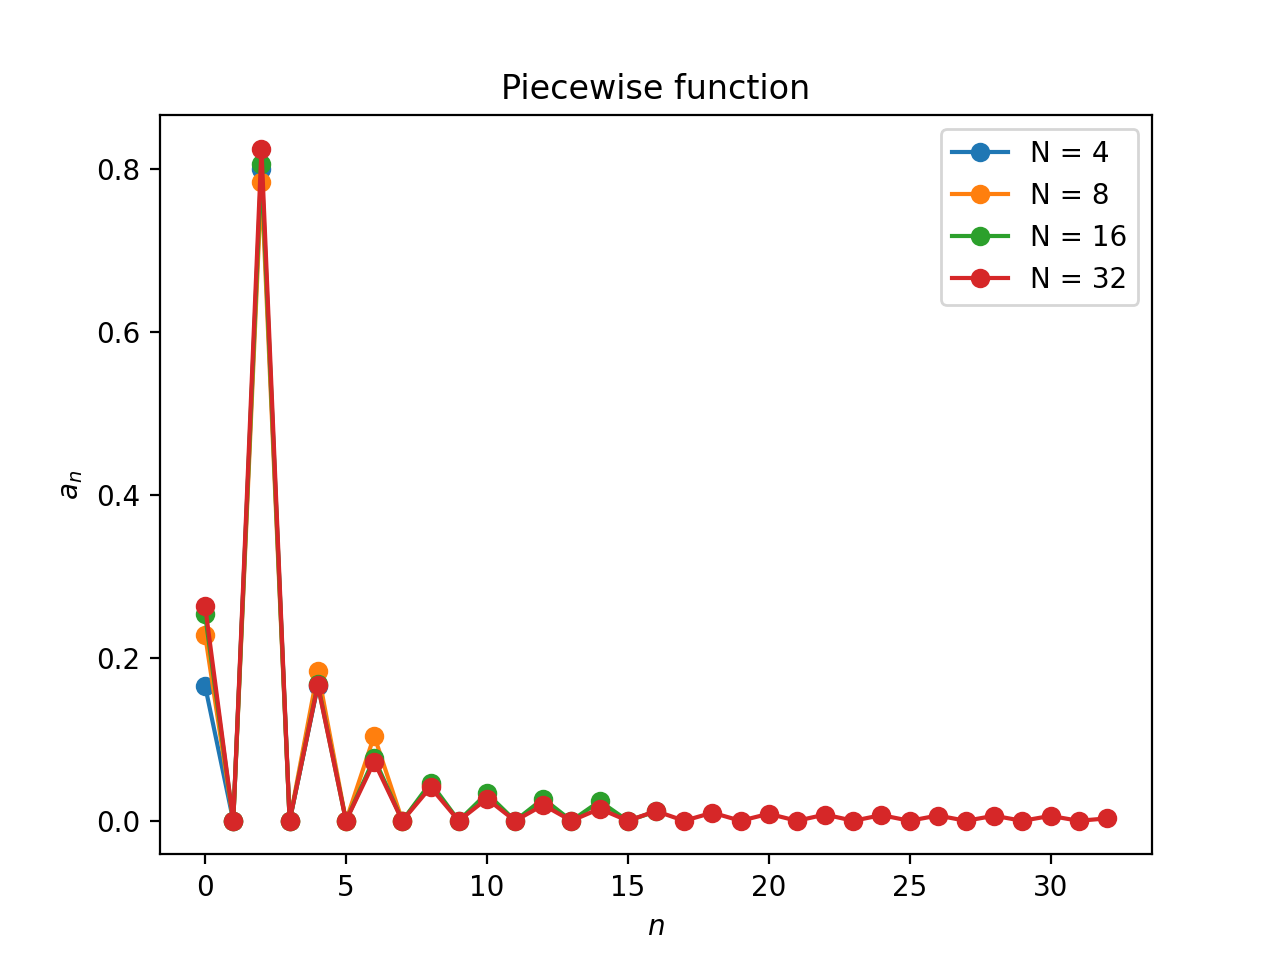 Piecewise function
N = 4
N = 8
N = 16
N = 32
0.8
0.6
0.4
0.2
0.0
a_n
0 5 10 15 20 25 30
n